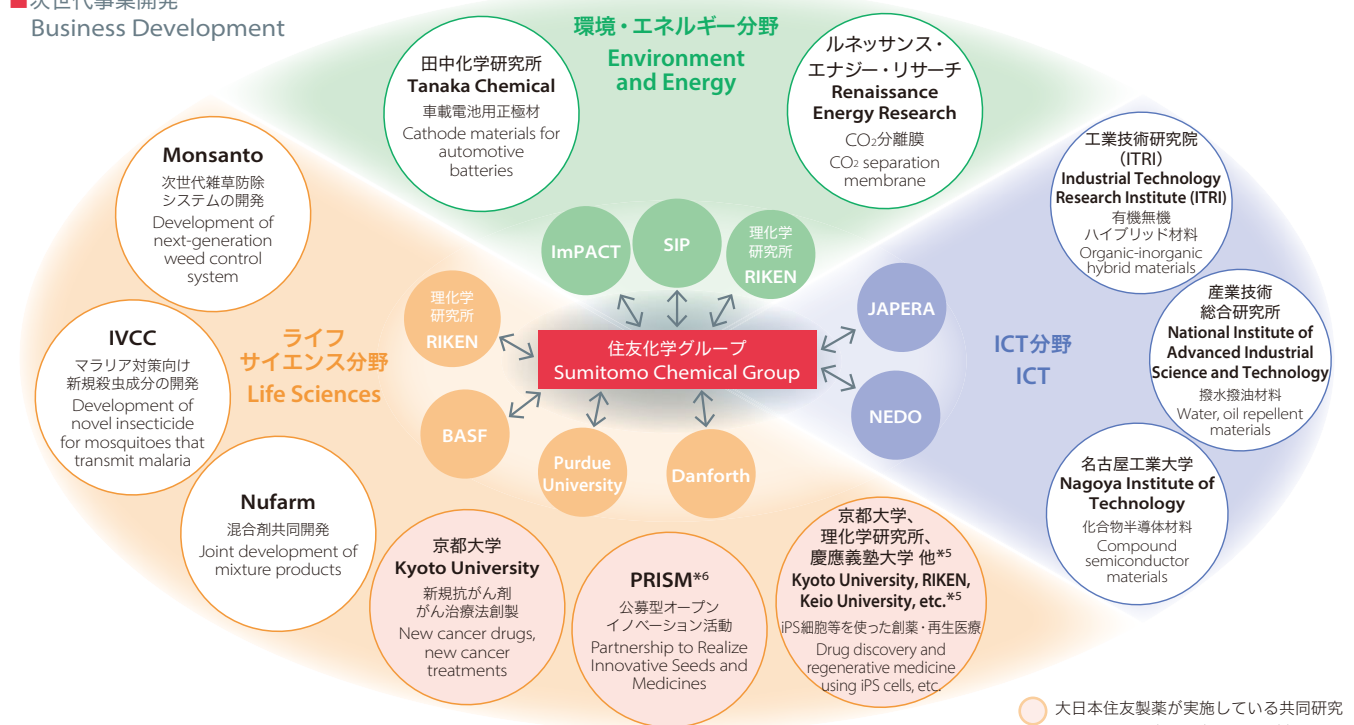 ■次世代事業開発
Business Development
環境・エネルギー分野
Environment
and Energy
田中化学研究所
Tanaka Chemical
車載電池用正極材
Cathode materials for
automotive
batteries
ルネッサンス・
エナジー・リサーチ
Renaissance
Energy Research
CO₂分離膜
CO₂ separation
membrane
ImPACT
SIP
理化学
研究所
RIKEN
Monsanto
次世代雑草防除
システムの開発
Development of
next-generation
weed control
system
IVCC
マラリア対策向け
新規殺虫成分の開発
Development of
novel insecticide
for mosquitoes that
transmit malaria
Nufarm
混合剤共同開発
Joint development of
mixture products
ライフ
サイエンス分野
Life Sciences
理化学
研究所
RIKEN
BASF
Purdue
University
Danforth
住友化学グループ
Sumitomo Chemical Group
JAPERA
NEDO
ICT分野
ICT
工業技術研究院
(ITRI)
Industrial Technology
Research Institute (ITRI)
有機無機
ハイブリッド材料
Organic-inorganic
hybrid materials
産業技術
総合研究所
National Institute of
Advanced Industrial
Science and Technology
撥水撥油材料
Water, oil repellent
materials
名古屋工業大学
Nagoya Institute of
Technology
化合物半導体材料
Compound
semiconductor
materials
京都大学
Kyoto University
新規抗がん剤
がん治療法創製
New cancer drugs,
new cancer
treatments
PRISM*6
公募型オープン
イノベーション活動
Partnership to Realize
Innovative Seeds and
Medicines
京都大学、
理化学研究所、
慶應義塾大学 他*5
Kyoto University, RIKEN,
Keio University, etc.*5
iPS細胞等を使った創薬・再生医療
Drug discovery and
regenerative medicine
using iPS cells, etc.
大日本住友製薬が実施している共同研究